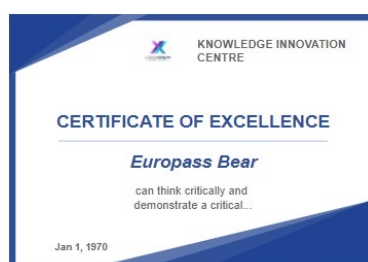 KNOWLEDGE INNOVATION
CENTRE
CERTIFICATE OF EXCELLENCE
Europass Bear
can think critically and
demonstrate a critical...
Jan 1, 1970